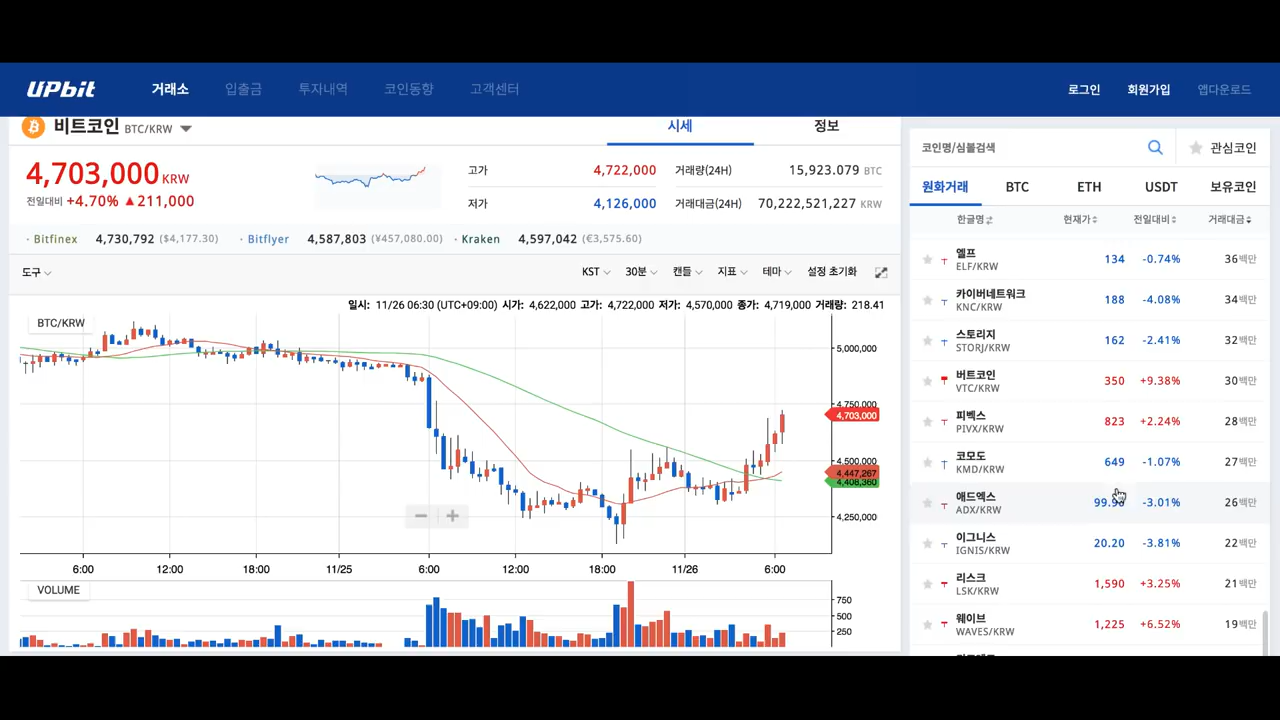 UPbit 거래소 입출금 투자내역 코인동향 고객센터 로그인 회원가입 앱다운로드
비트코인 BTC/KRW 시세 정보
4,703,000 KRW
전일대비 +4.70% ▲211,000
고가 4,722,000 거래량(24H) 15,923.079 BTC
저가 4,126,000 거래대금(24H) 70,222,521,227 KRW
· Bitfinex 4,730,792 ($4,177.30) · Bitflyer 4,587,803 (¥457,080.00) · Kraken 4,597,042 (€3,575.60)
도구 KST 30분 캔들 지표 테마 설정 초기화
일시: 11/26 06:30 (UTC+09:00) 시가: 4,622,000 고가: 4,722,000 저가: 4,570,000 종가: 4,719,000 거래량: 218.41
BTC/KRW
5,000,000
4,750,000
4,703,000
4,500,000
4,447,267
4,408,360
4,250,000
6:00 12:00 18:00 11/25 6:00 12:00 18:00 11/26 6:00
VOLUME
750
500
250
코인명/심볼검색 관심코인
원화거래 BTC ETH USDT 보유코인
한글명 현재가 전일대비 거래대금
엘프 134 -0.74% 36백만
ELF/KRW
카이버네트워크 188 -4.08% 34백만
KNC/KRW
스토리지 162 -2.41% 32백만
STORJ/KRW
버트코인 350 +9.38% 30백만
VTC/KRW
피벡스 823 +2.24% 28백만
PIVX/KRW
코모도 649 -1.07% 27백만
KMD/KRW
애드엑스 -3.01% 26백만
ADX/KRW
이그니스 20.20 -3.81% 22백만
IGNIS/KRW
리스크 1,590 +3.25% 21백만
LSK/KRW
웨이브 1,225 +6.52% 19백만
WAVES/KRW